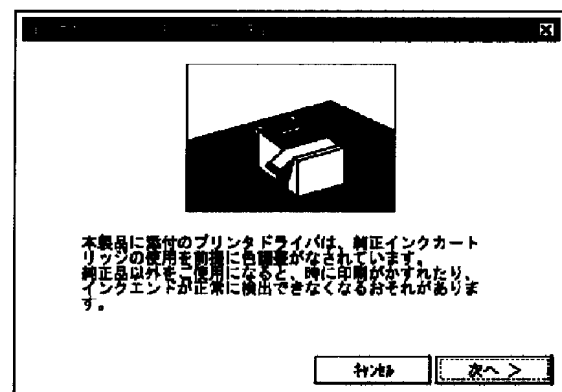 本製品に添付のプリンタドライバは、純正インクカート
リッジの使用を前提に色調整がなされています。
純正品以外をご使用になると、時に印刷がかすれたり、
インクエンドが正常に検出できなくなるおそれがありま
す。
キャンセル
次へ >